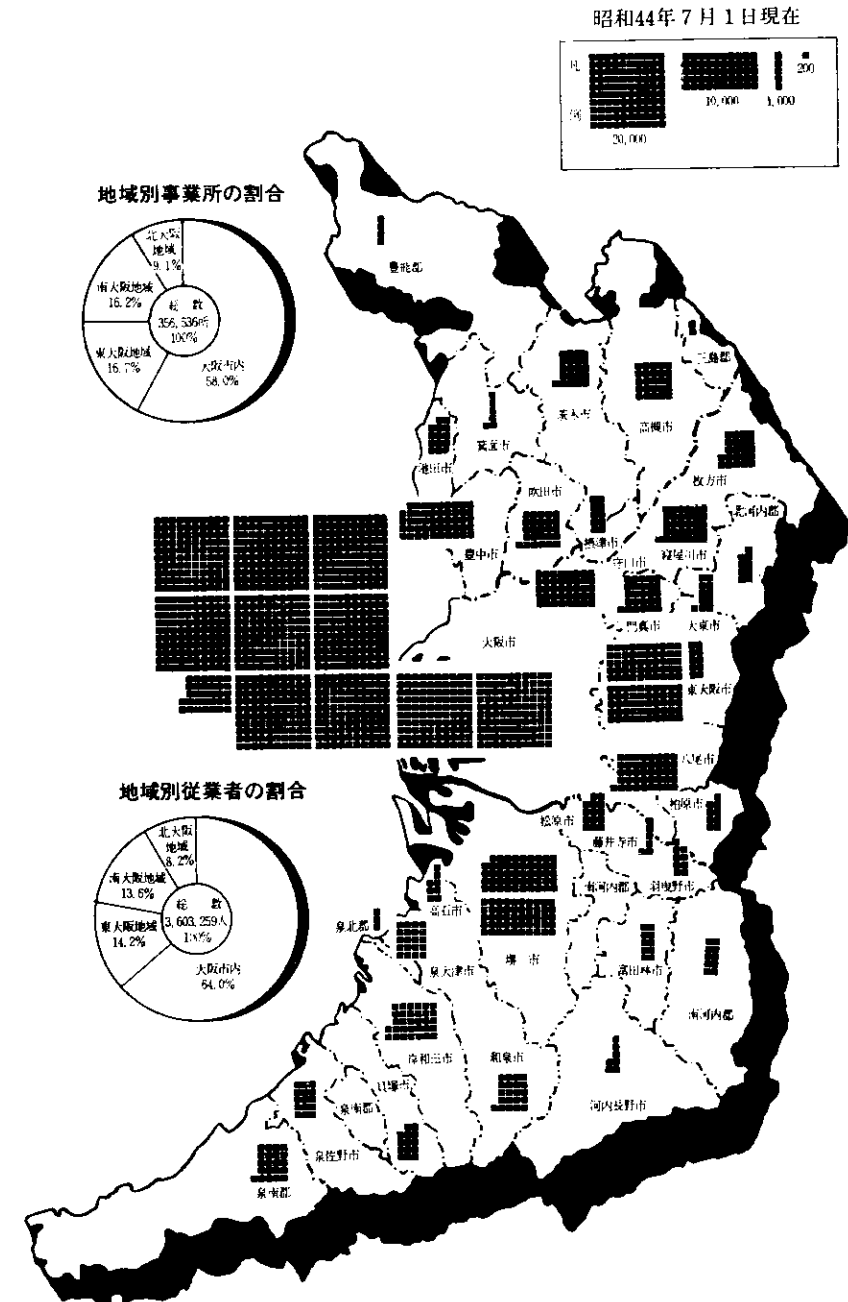 昭和44年7月1日現在
凡
例
20,000
10,000
1,000
200
地域別事業所の割合
北大阪
地域
9.1%
南大阪地域
16.2%
東大阪地域
16.7%
大阪市内
58.0%
総数
356,536所
100%
豊能郡
三島郡
茨木市
高槻市
箕面市
池田市
枚方市
吹田市
北河内郡
豊中市
摂津市
寝屋川市
守口市
門真市
大東市
大阪市
東大阪市
八尾市
地域別従業者の割合
北大阪
地域
8.2%
南大阪地域
13.6%
東大阪地域
14.2%
大阪市内
64.0%
総数
3,603,259人
100%
柏原市
松原市
藤井寺市
南河内郡
羽曳野市
高石市
泉北郡
泉大津市
堺市
富田林市
南河内郡
岸和田市
和泉市
貝塚市
泉南郡
河内長野市
泉佐野市
泉南郡